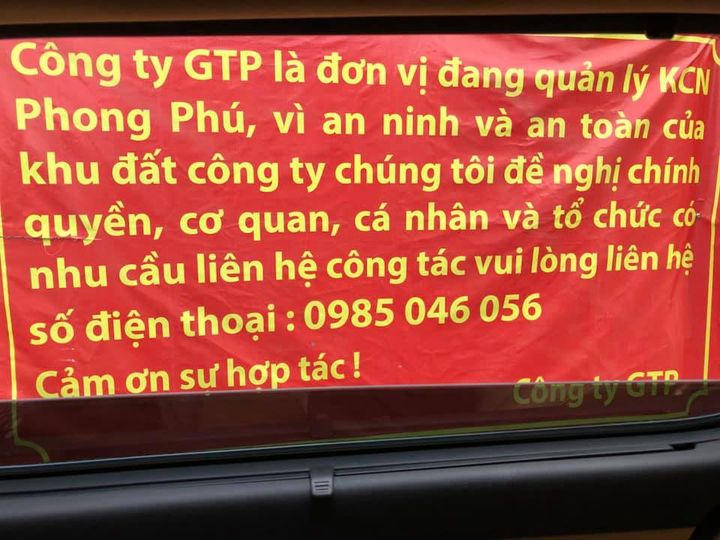 Công ty GTP là đơn vị đang quản lý KCN
Phong Phú, vì an ninh và an toàn của
khu đất công ty chúng tôi đề nghị chính
quyền, cơ quan, cá nhân và tổ chức có
nhu cầu liên hệ công tác vui lòng liên hệ
số điện thoại : 0985 046 056
Cảm ơn sự hợp tác !
Công ty GTP